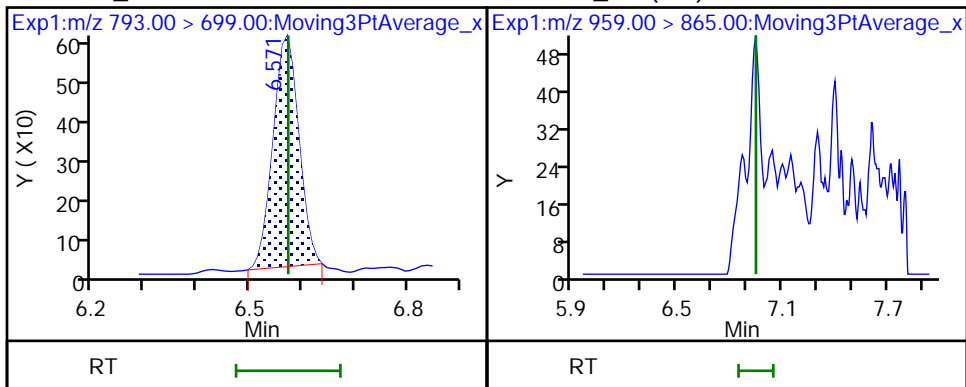 Exp1:m/z 793.00 > 699.00:Moving3PtAverage_x
Y ( X10)
60
50
40
30
20
10
0
6.571
6.2
6.5
6.8
Min
RT
Exp1:m/z 959.00 > 865.00:Moving3PtAverage_x
Y
48
40
32
24
16
8
0
5.9
6.5
7.1
7.7
Min
RT